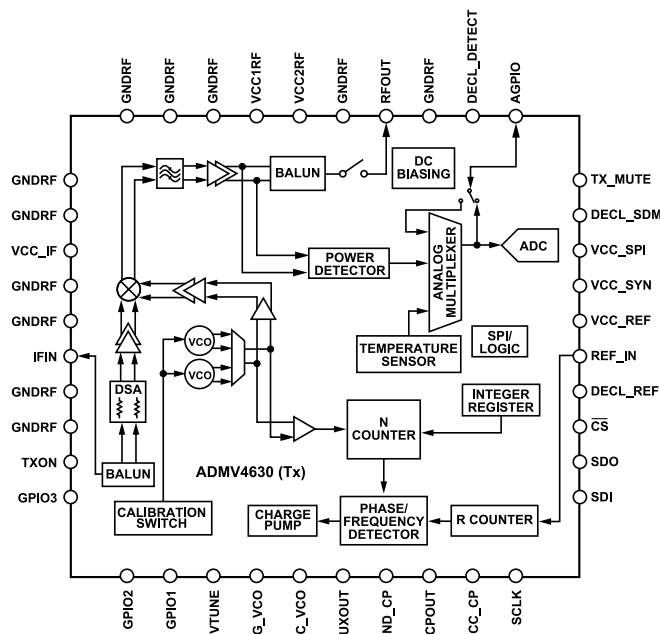 GNDRF
GNDRF
GNDRF
VCC1RF
VCC2RF
GNDRF
RFOUT
GNDRF
DECL_DETECT
AGPIO
GNDRF
GNDRF
VCC_IF
GNDRF
GNDRF
IFIN
GNDRF
GNDRF
TXON
GPIO3
BALUN
DC
BIASING
POWER
DETECTOR
ANALOG
MULTIPLEXER
ADC
VCO
VCO
TEMPERATURE
SENSOR
SPI/
LOGIC
DSA
BALUN
N
COUNTER
INTEGER
REGISTER
ADMV4630 (Tx)
CALIBRATION
SWITCH
CHARGE
PUMP
PHASE/
FREQUENCY
DETECTOR
R COUNTER
TX_MUTE
DECL_SDM
VCC_SPI
VCC_SYN
VCC_REF
REF_IN
DECL_REF
CS
SDO
SDI
GPIO2
GPIO1
VTUNE
G_VCO
C_VCO
UXOUT
ND_CP
CPOUT
CC_CP
SCLK